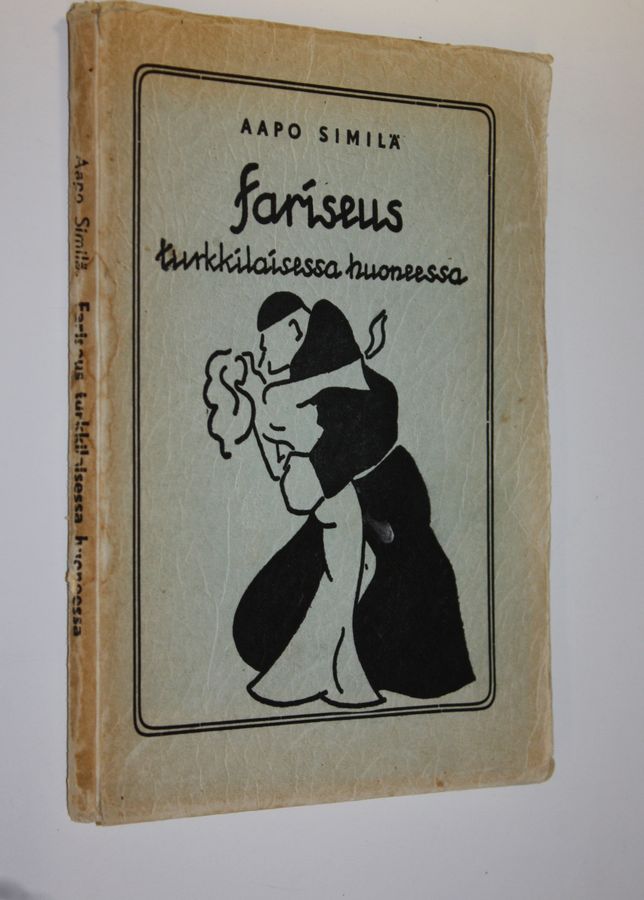 AAPO SIMILÄ
fariseus
turkkilaisessa huoneessa
Aapo Similä. Fariseus turkkilaisessa huoneessa